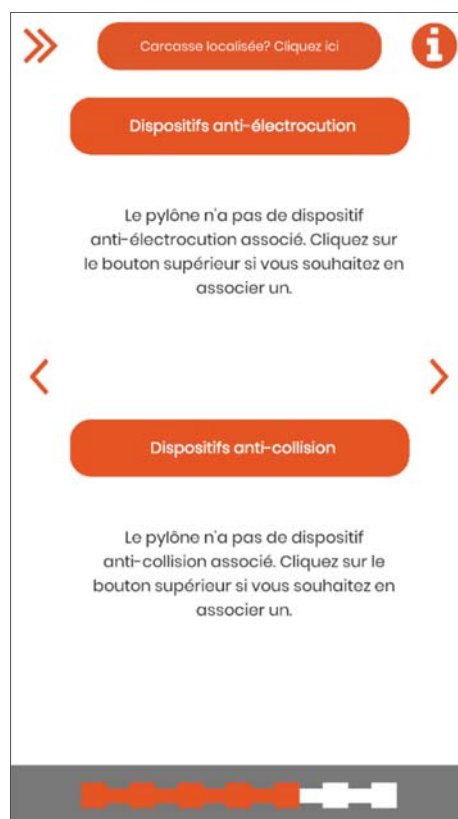 Carcasse localisée? Cliquez ici
Dispositifs anti-électrocution
Le pylône n'a pas de dispositif
anti-électrocution associé. Cliquez sur
le bouton supérieur si vous souhaitez en
associer un.
Dispositifs anti-collision
Le pylône n'a pas de dispositif
anti-collision associé. Cliquez sur le
bouton supérieur si vous souhaitez en
associer un.